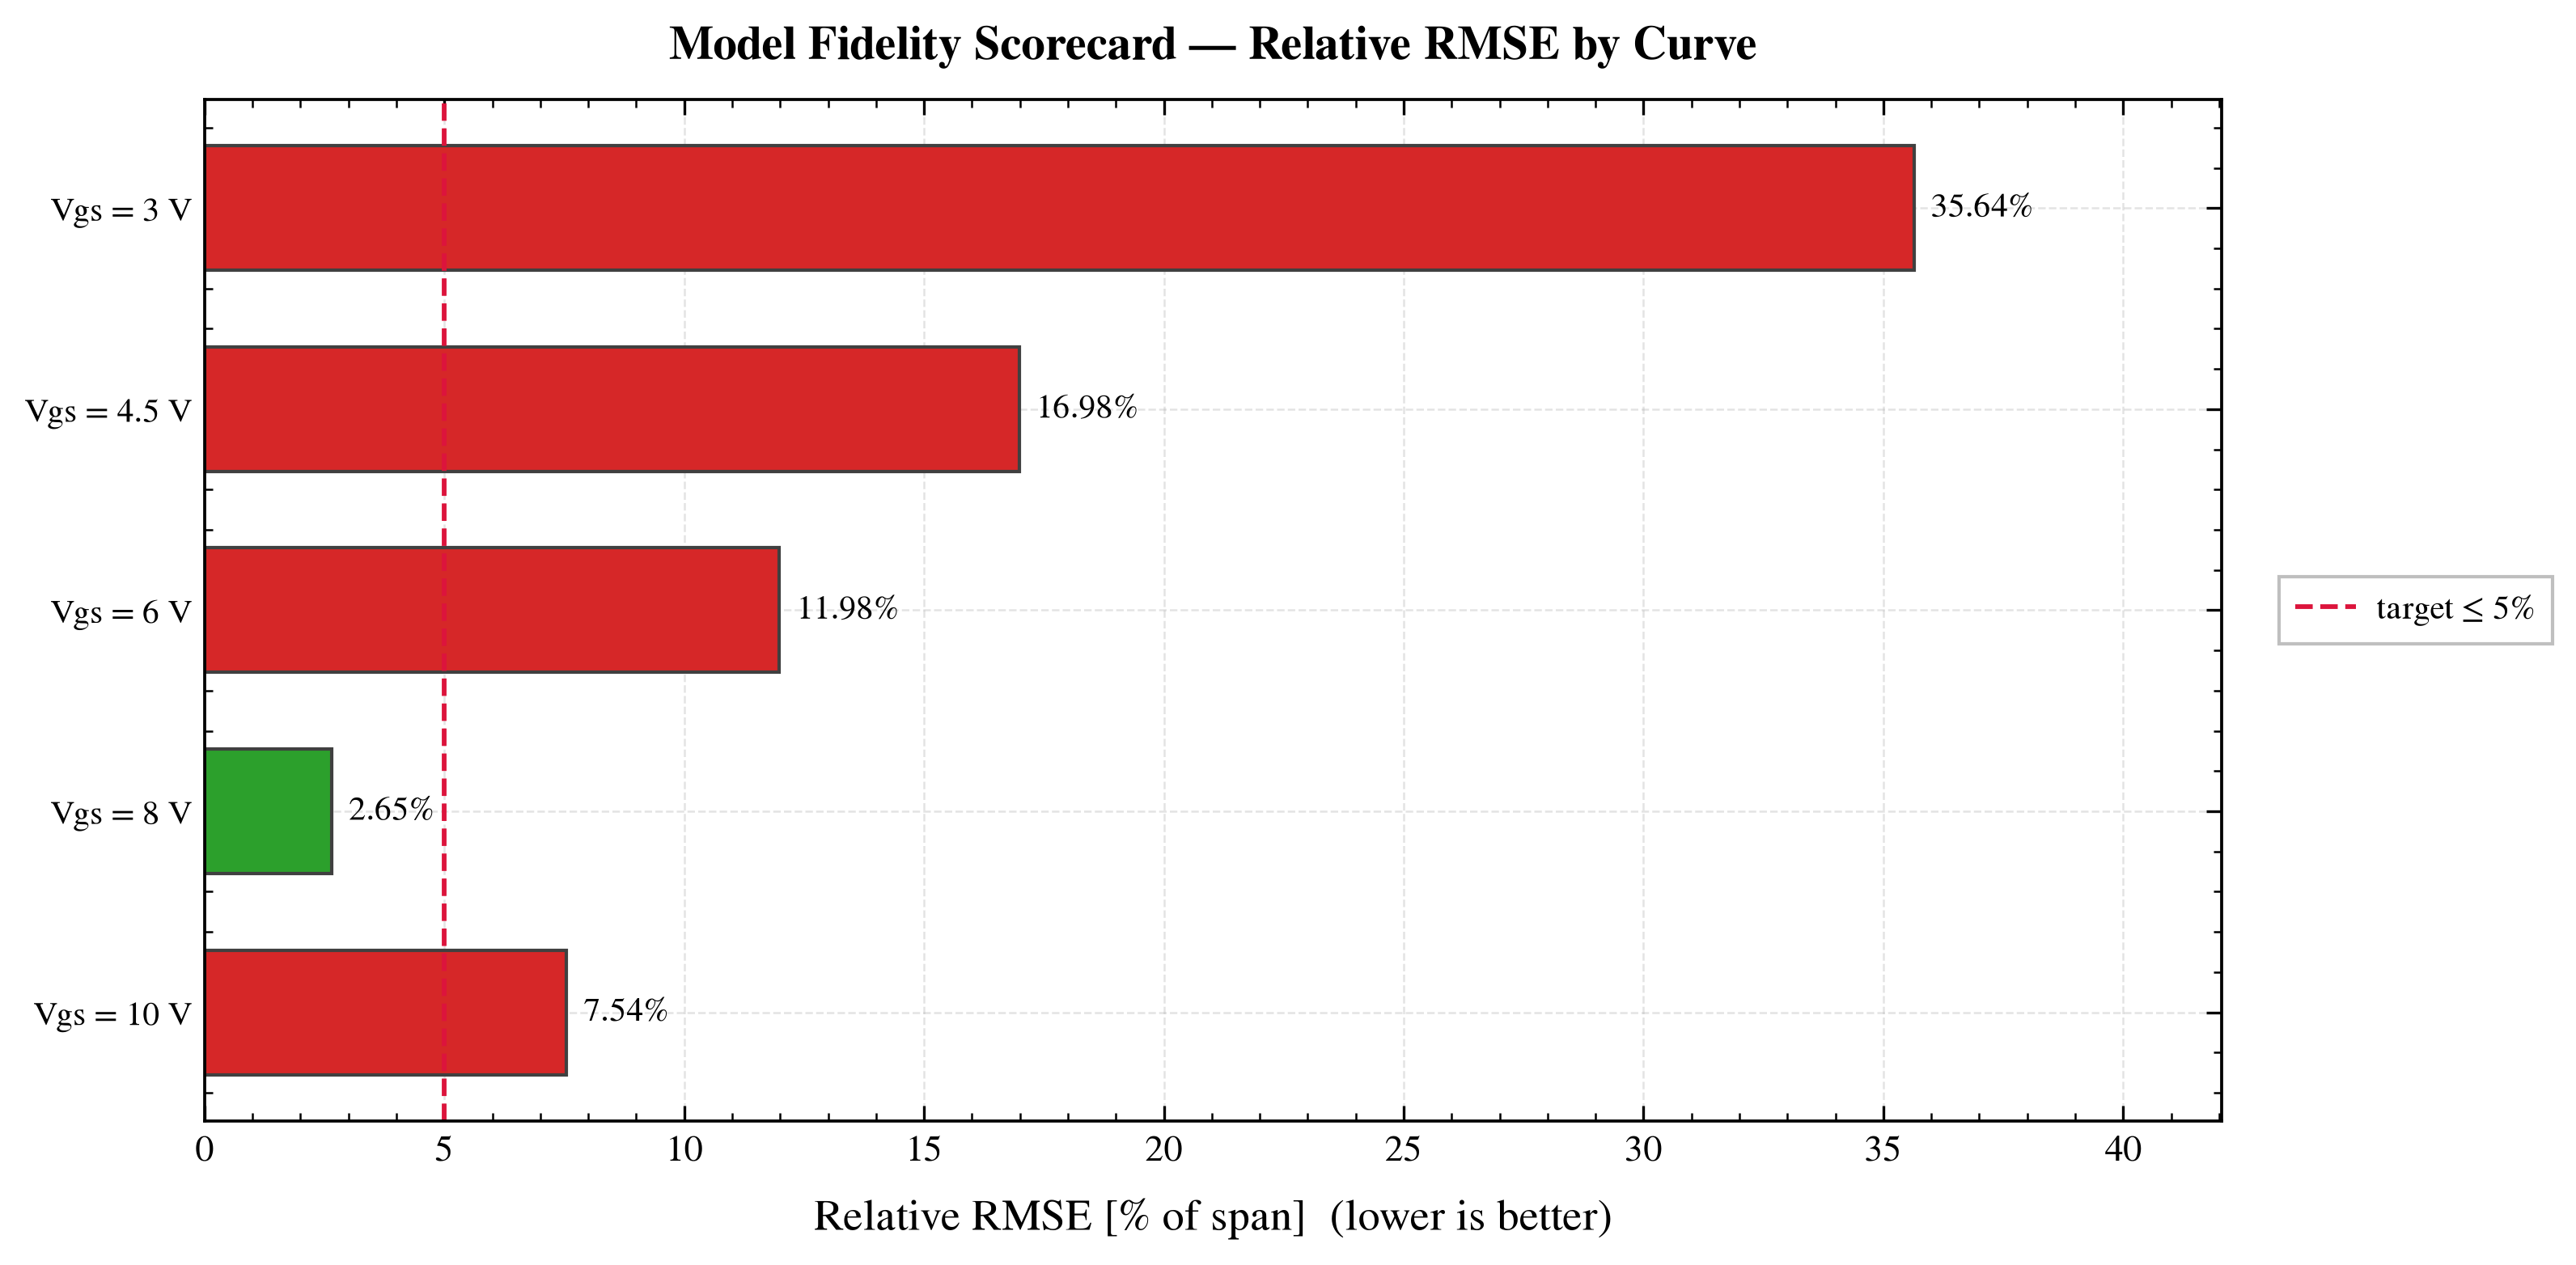 Model Fidelity Scorecard — Relative RMSE by Curve
Vgs = 3 V
35.64%
Vgs = 4.5 V
16.98%
Vgs = 6 V
11.98%
target ≤ 5%
Vgs = 8 V
2.65%
Vgs = 10 V
7.54%
0 5 10 15 20 25 30 35 40
Relative RMSE [% of span] (lower is better)